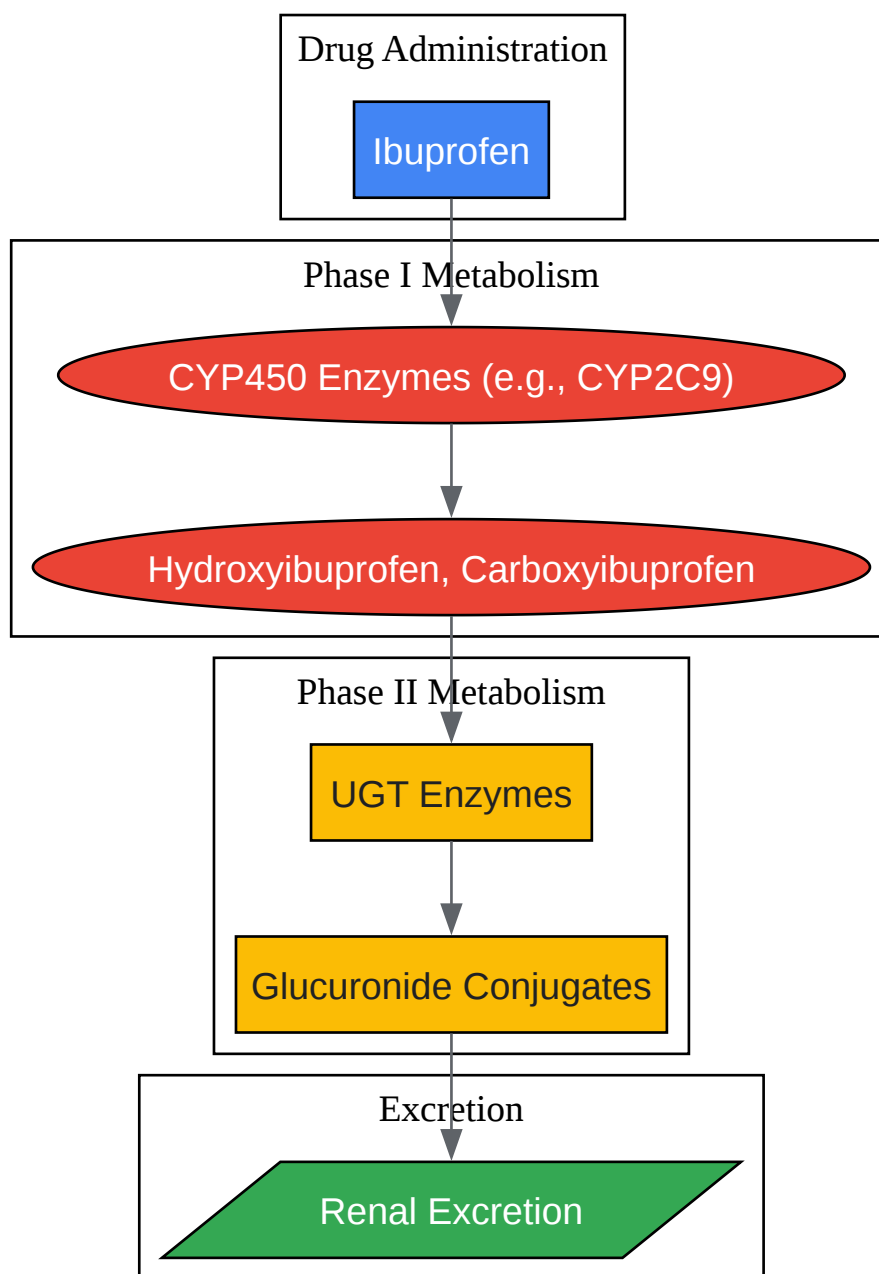 Drug Administration
Ibuprofen
Phase I Metabolism
CYP450 Enzymes (e.g., CYP2C9)
Hydroxyibuprofen, Carboxyibuprofen
Phase II Metabolism
UGT Enzymes
Glucuronide Conjugates
Excretion
Renal Excretion